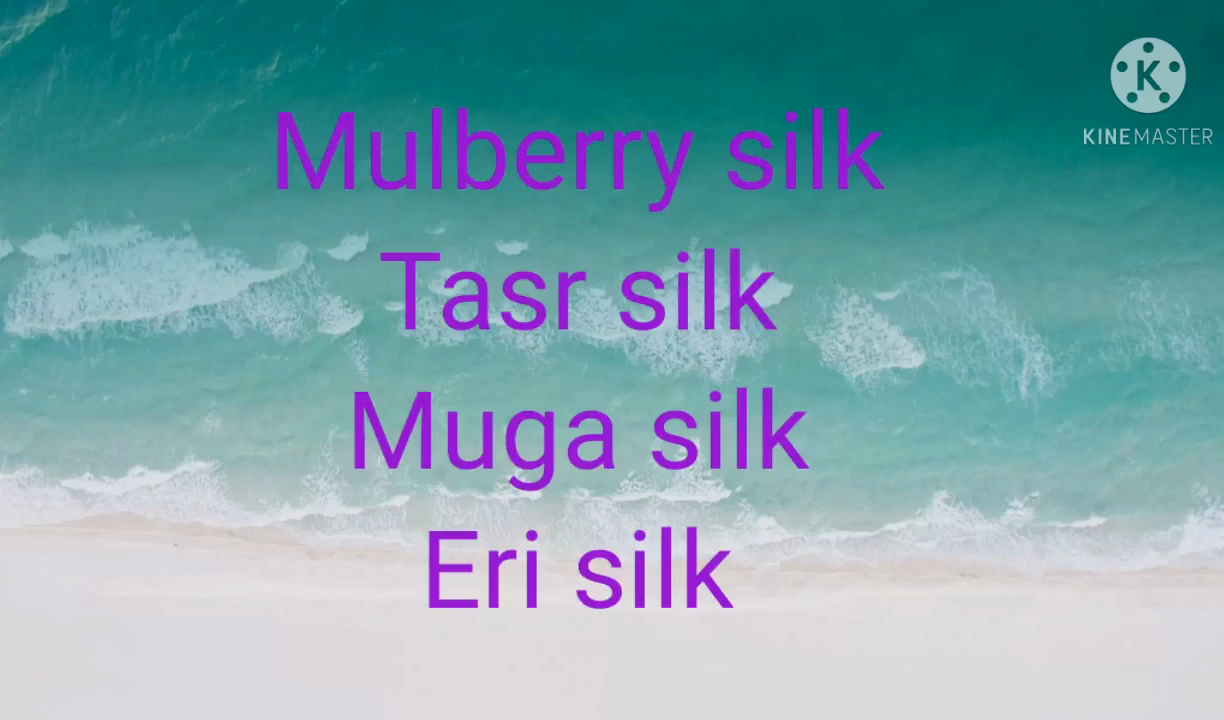 K
KINEMASTER
Mulberry silk
Tasr silk
Muga silk
Eri silk